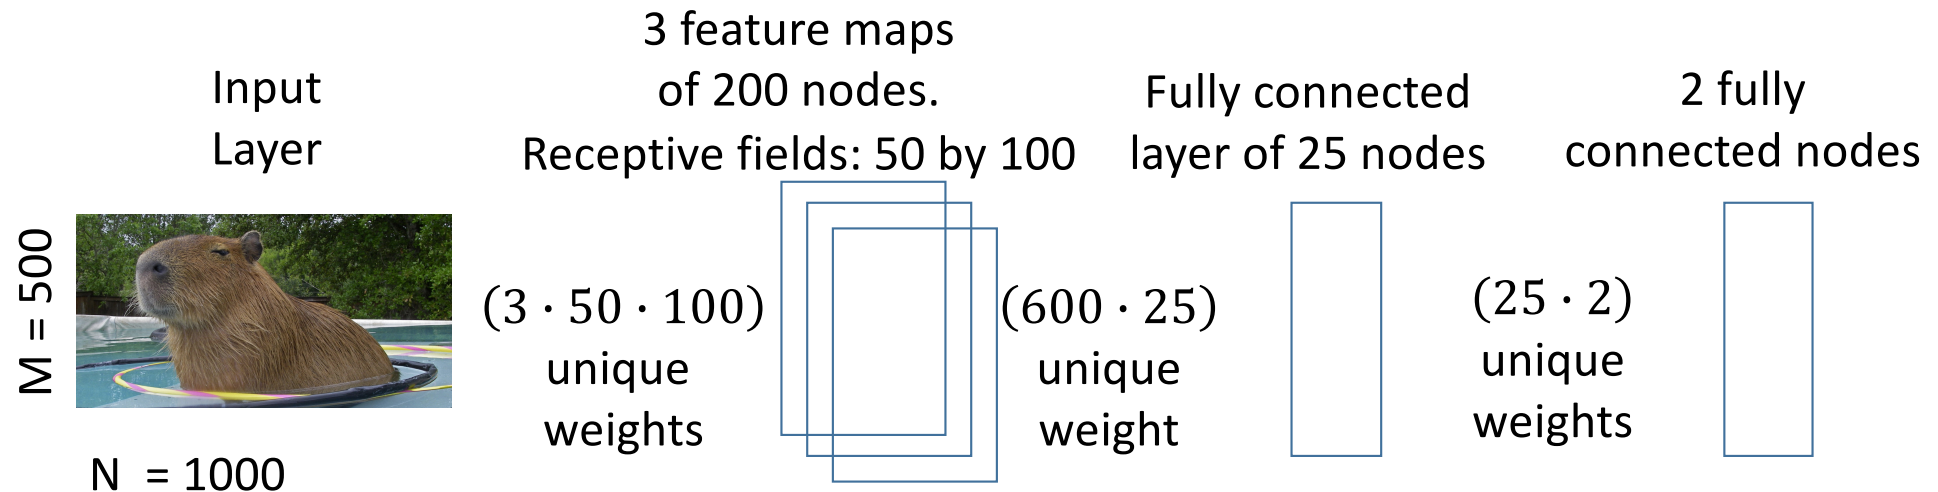 Input
Layer
M = 500
N = 1000
3 feature maps
of 200 nodes.
Receptive fields: 50 by 100
(3 · 50 · 100)
unique
weights
(600 · 25)
unique
weight
Fully connected
layer of 25 nodes
(25 · 2)
unique
weights
2 fully
connected nodes